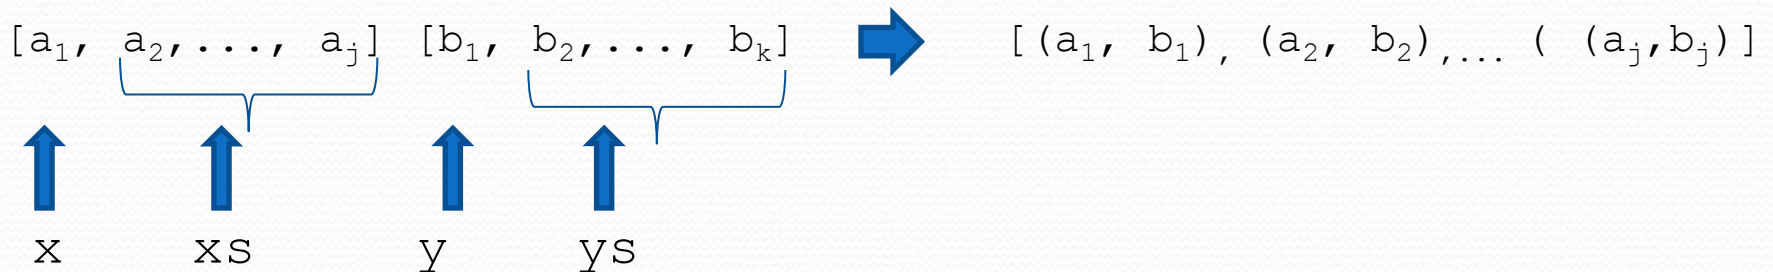 [a₁, a₂,..., aⱼ] [b₁, b₂,..., bₖ] [(a₁, b₁), (a₂, b₂),... ( (aⱼ,bⱼ)]
x xs y ys